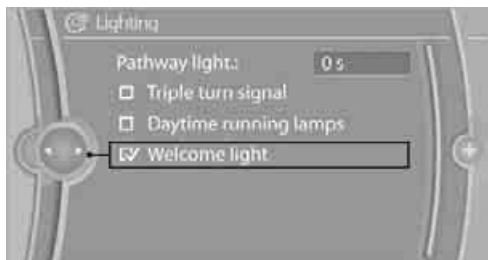 Lighting
Pathway light.: 0 s
Triple turn signal
Daytime running lamps
Welcome light